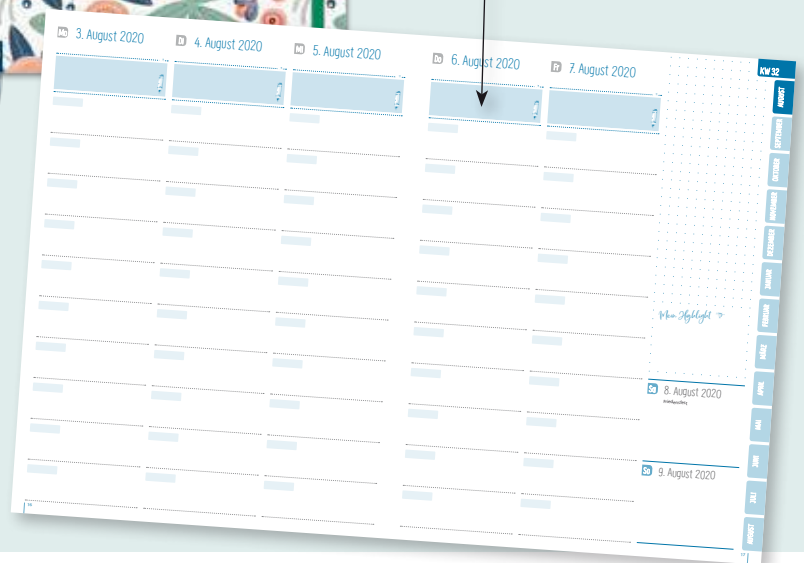 Mo 3. August 2020
Di 4. August 2020
Mi 5. August 2020
Do 6. August 2020
Fr 7. August 2020
KW 32
AUGUST
SEPTEMBER
OKTOBER
NOVEMBER
DEZEMBER
JANUAR
FEBRUAR
MÄRZ
APRIL
MAI
JUNI
JULI
AUGUST
Mein Highlight
Sa 8. August 2020
So 9. August 2020